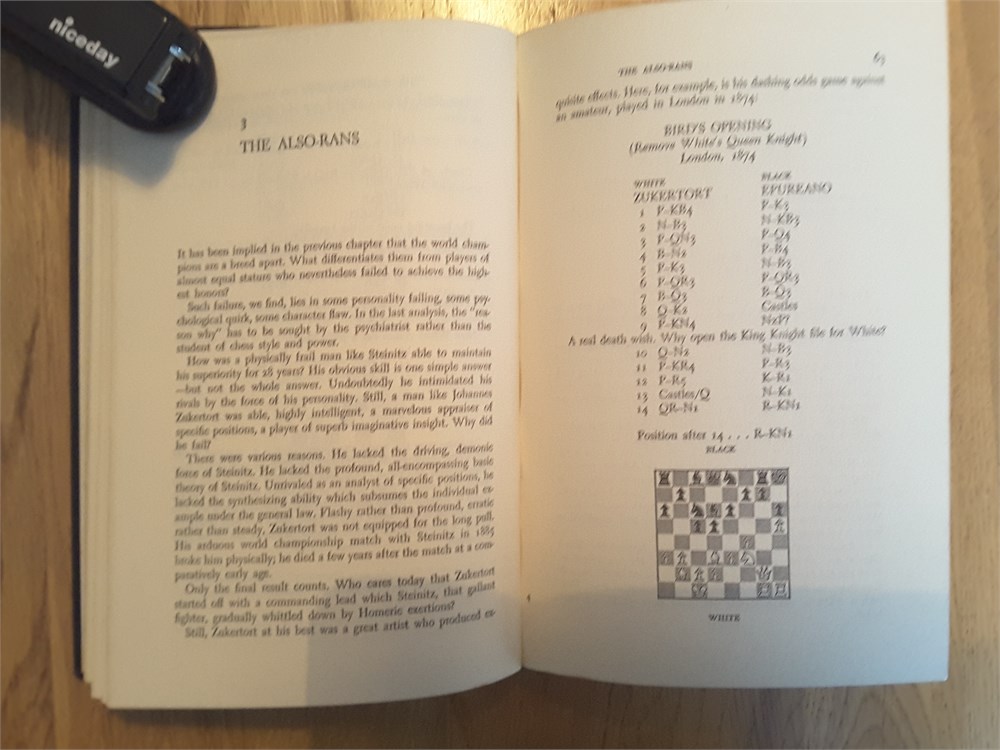 niceday
3
THE ALSO-RANS
It has been implied in the previous chapter that the world cham-
pions are a breed apart. What differentiates them from players of
almost equal stature who nevertheless failed to achieve the high-
est honors?
Such failure, we find, lies in some personality failing, some psy-
chological quirk, some character flaw. In the last analysis, the "rea-
son why" has to be sought by the psychiatrist rather than the
student of chess style and power.
How was a physically frail man like Steinitz able to maintain
his superiority for 28 years? His obvious skill is one simple answer
—but not the whole answer. Undoubtedly he intimidated his
rivals by the force of his personality. Still, a man like Johannes
Zukertort was able, highly intelligent, a marvelous appraiser of
specific positions, a player of superb imaginative insight. Why did
he fail?
There were various reasons. He lacked the driving, demonic
force of Steinitz. He lacked the profound, all-encompassing basic
theory of Steinitz. Unrivaled as an analyst of specific positions, he
lacked the synthesizing ability which subsumes the individual ex-
ample under the general law. Flashy rather than profound, erratic
rather than steady, Zukertort was not equipped for the long pull.
His arduous world championship match with Steinitz in 1885
broke him physically; he died a few years after the match at a com-
paratively early age.
Only the final result counts. Who cares today that Zukertort
started off with a commanding lead which Steinitz, that gallant
fighter, gradually whittled down by Homeric exertions?
Still, Zukertort at his best was a great artist who produced ex-
THE ALSO-RANS 63
quisite effects. Here, for example, is his dashing odds game against
an amateur, played in London in 1874:
BIRD'S OPENING
(Remove White's Queen Knight)
London, 1874
WHITE BLACK
ZUKERTORT EPUREANO
1 P-KB4 P-K3
2 N-B3 N-KB3
3 P-QN3 P-Q4
4 B-N2 P-B4
5 P-K3 N-B3
6 P-QR3 P-QR3
7 B-Q3 B-Q3
8 Q-K2 Castles
9 P-KN4 NxP?
A real death wish. Why open the King Knight file for White?
10 Q-N2 N-B3
11 P-KR4 P-R3
12 P-R5 K-R1
13 Castles/Q N-K1
14 QR-N1 R-KN1
Position after 14 . . . R-KN1
BLACK
WHITE